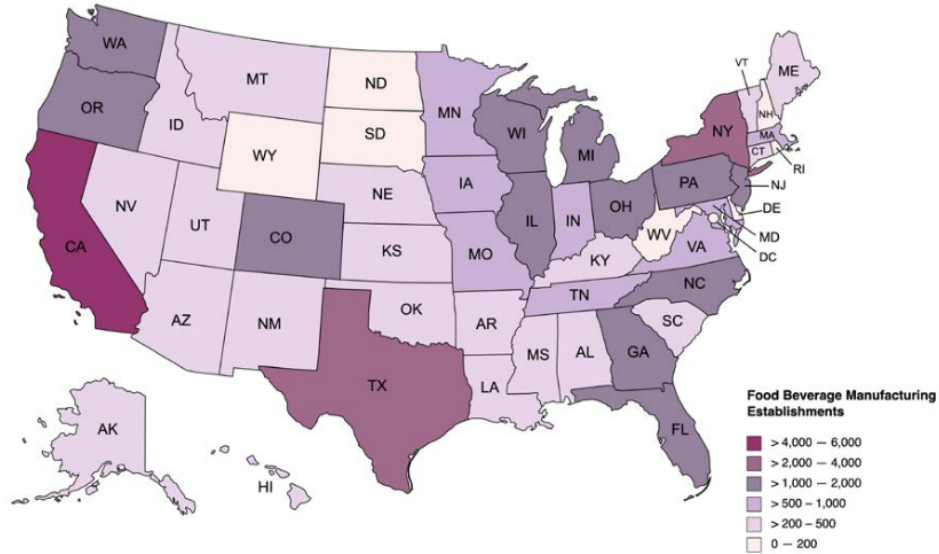 WA
OR
CA
ID
NV
MT
WY
UT
AZ
CO
NM
ND
SD
NE
KS
OK
TX
MN
IA
MO
AR
LA
WI
IL
MS
MI
IN
KY
TN
AL
OH
WV
GA
FL
SC
NC
VA
PA
NY
VT
NH
ME
MA
CT
RI
NJ
DE
MD
DC
AK
HI
Food Beverage Manufacturing
Establishments
> 4,000 — 6,000
> 2,000 — 4,000
> 1,000 — 2,000
> 500 – 1,000
> 200 – 500
0 — 200